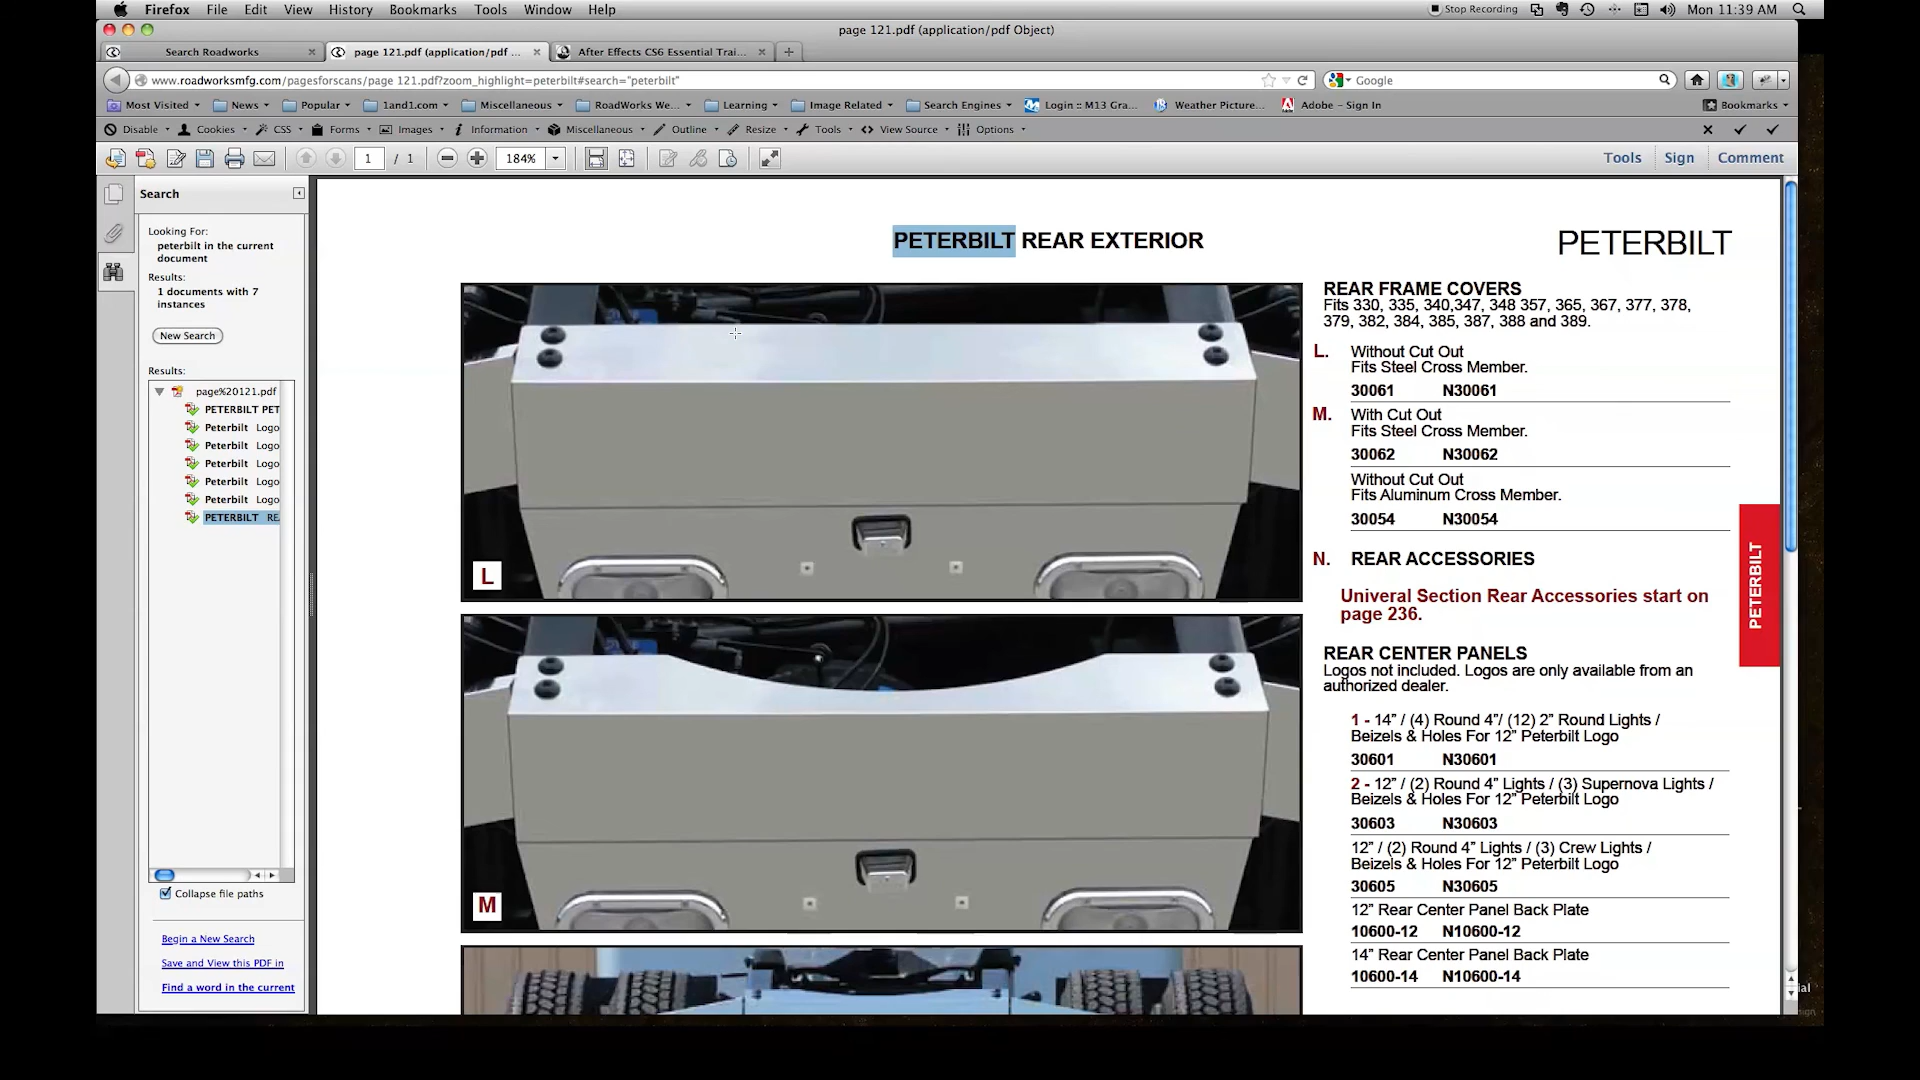 Firefox File Edit View History Bookmarks Tools Window Help
Stop Recording Mon 11:39 AM
page 121.pdf (application/pdf Object)
Search Roadworks
page 121.pdf (application/pdf ...
After Effects CS6 Essential Trai...
www.roadworksmfg.com/pagesforscans/page 121.pdf?zoom_highlight=peterbilt#search="peterbilt"
Google
Most Visited News Popular 1and1.com Miscellaneous RoadWorks We... Learning Image Related Search Engines Login :: M13 Gra... Weather Picture... Adobe – Sign In Bookmarks
Disable Cookies CSS Forms Images Information Miscellaneous Outline Resize Tools View Source Options
1 / 1 184% Tools Sign Comment
Search
Looking For:
peterbilt in the current
document
Results:
1 documents with 7
instances
New Search
Results:
page%20121.pdf
PETERBILT PET
Peterbilt Logo
Peterbilt Logo
Peterbilt Logo
Peterbilt Logo
Peterbilt Logo
PETERBILT RE
Collapse file paths
Begin a New Search
Save and View this PDF in
Find a word in the current
PETERBILT REAR EXTERIOR
PETERBILT
L
M
REAR FRAME COVERS
Fits 330, 335, 340,347, 348 357, 365, 367, 377, 378,
379, 382, 384, 385, 387, 388 and 389.
L. Without Cut Out
Fits Steel Cross Member.
30061 N30061
M. With Cut Out
Fits Steel Cross Member.
30062 N30062
Without Cut Out
Fits Aluminum Cross Member.
30054 N30054
N. REAR ACCESSORIES
Univeral Section Rear Accessories start on
page 236.
REAR CENTER PANELS
Logos not included. Logos are only available from an
authorized dealer.
1 - 14” / (4) Round 4”/ (12) 2” Round Lights /
Beizels & Holes For 12” Peterbilt Logo
30601 N30601
2 - 12” / (2) Round 4” Lights / (3) Supernova Lights /
Beizels & Holes For 12” Peterbilt Logo
30603 N30603
12” / (2) Round 4” Lights / (3) Crew Lights /
Beizels & Holes For 12” Peterbilt Logo
30605 N30605
12” Rear Center Panel Back Plate
10600-12 N10600-12
14” Rear Center Panel Back Plate
10600-14 N10600-14
PETERBILT